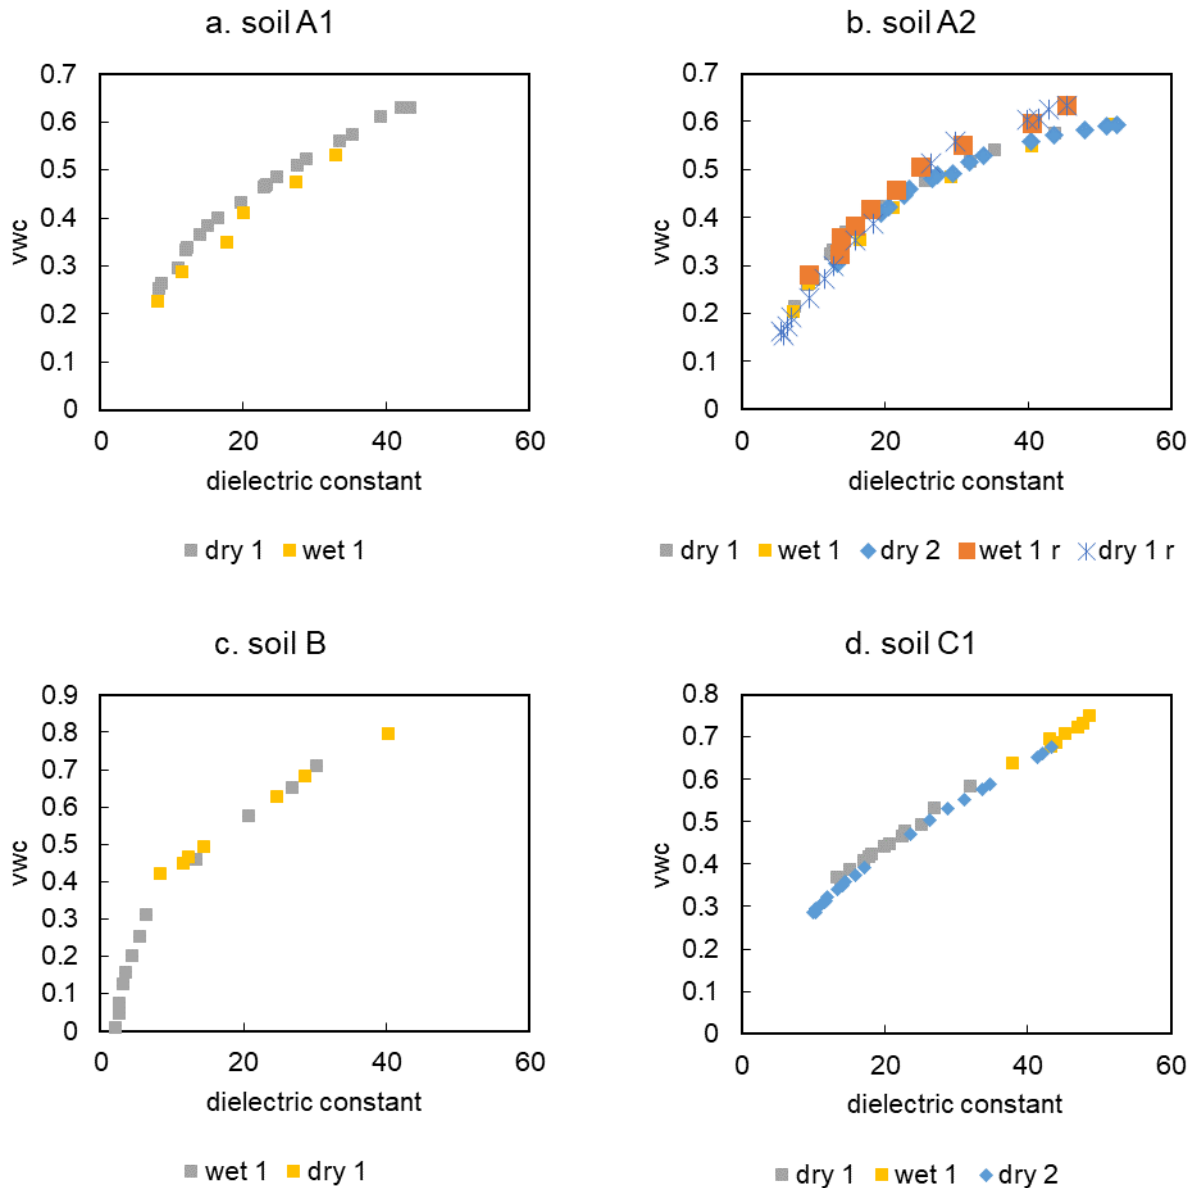 a. soil A1
0.7
0.6
0.5
0.4
0.3
0.2
0.1
0
vwc
0 20 40 60
dielectric constant
dry 1 wet 1
b. soil A2
0.7
0.6
0.5
0.4
0.3
0.2
0.1
0
vwc
0 20 40 60
dielectric constant
dry 1 wet 1 dry 2 wet 1 r dry 1 r
c. soil B
0.9
0.8
0.7
0.6
0.5
0.4
0.3
0.2
0.1
0
vwc
0 20 40 60
dielectric constant
wet 1 dry 1
d. soil C1
0.8
0.7
0.6
0.5
0.4
0.3
0.2
0.1
0
vwc
0 20 40 60
dielectric constant
dry 1 wet 1 dry 2